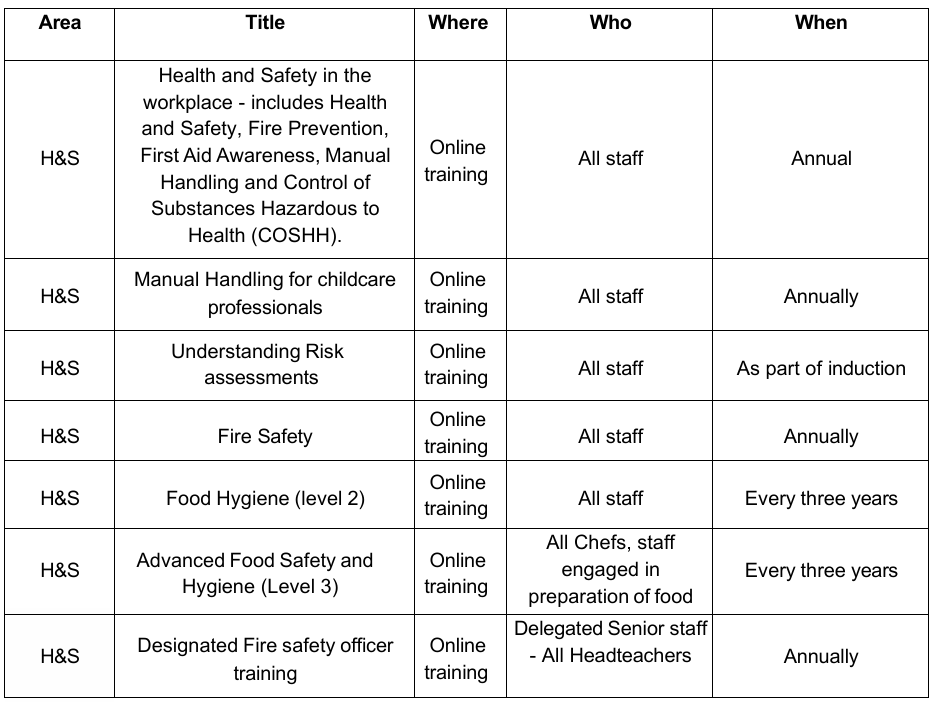 Area Title Where Who When
H&S
Health and Safety in the
workplace - includes Health
and Safety, Fire Prevention,
First Aid Awareness, Manual
Handling and Control of
Substances Hazardous to
Health (COSHH).
Online
training
All staff
Annual
H&S
Manual Handling for childcare
professionals
Online
training
All staff
Annually
H&S
Understanding Risk
assessments
Online
training
All staff
As part of induction
H&S
Fire Safety
Online
training
All staff
Annually
H&S
Food Hygiene (level 2)
Online
training
All staff
Every three years
H&S
Advanced Food Safety and
Hygiene (Level 3)
Online
training
All Chefs, staff
engaged in
preparation of food
Every three years
H&S
Designated Fire safety officer
training
Online
training
Delegated Senior staff
- All Headteachers
Annually